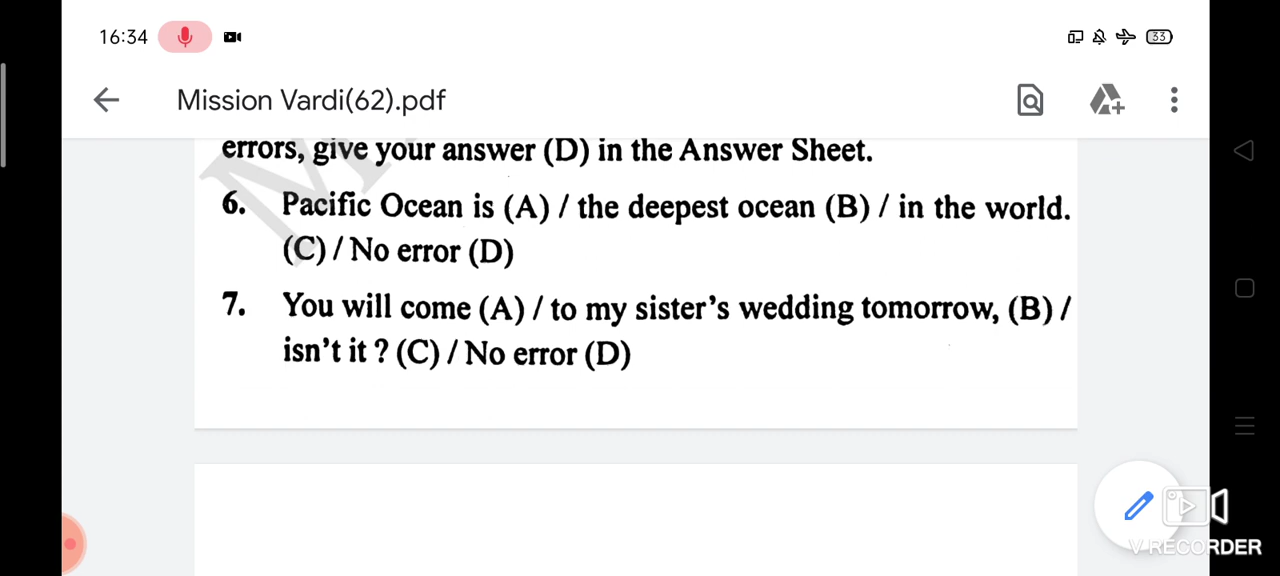 16:34
33
Mission Vardi(62).pdf
errors, give your answer (D) in the Answer Sheet.
6. Pacific Ocean is (A) / the deepest ocean (B) / in the world.
(C) / No error (D)
7. You will come (A) / to my sister's wedding tomorrow, (B) /
isn't it ? (C) / No error (D)
V RECORDER